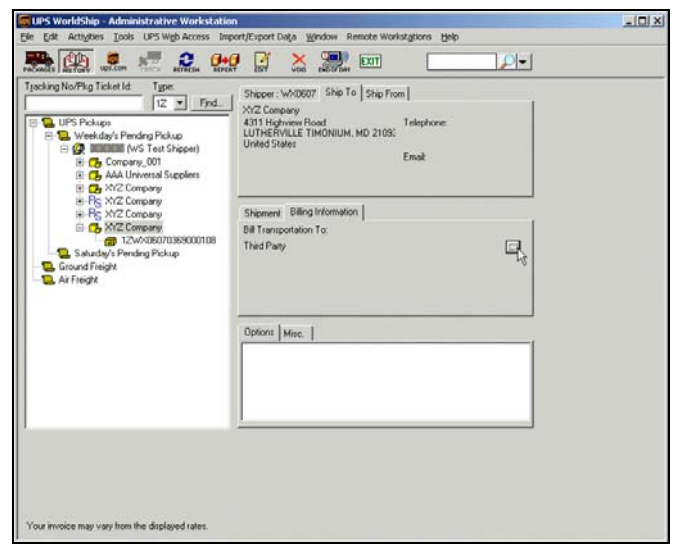 UPS WorldShip - Administrative Workstation
File Edit Activities Tools UPS Web Access Import/Export Data Window Remote Workstations Help
PACKAGES HISTORY UPS.COM TRACK REFRESH REPERT EDIT VOID END OF DAY EXIT
Tracking No/Pkg Ticket Id: Type:
1Z Find...
UPS Pickups
Weekday's Pending Pickup
(WS Test Shipper)
Company_001
AAA Universal Suppliers
XYZ Company
PS XYZ Company
PS XYZ Company
XYZ Company
1ZWX06070369000108
Saturday's Pending Pickup
Ground Freight
Air Freight
Shipper : WX0607 Ship To Ship From
XYZ Company
4311 Highview Road Telephone:
LUTHERVILLE TIMONIUM, MD 21093
United States
Email:
Shipment Billing Information
Bill Transportation To:
Third Party
Options Misc.
Your invoice may vary from the displayed rates.